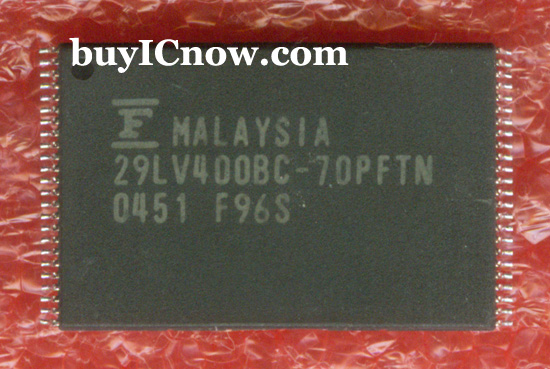 buyICnow.com
F MALAYSIA
29LV400BC-70PFTN
0451 F96S